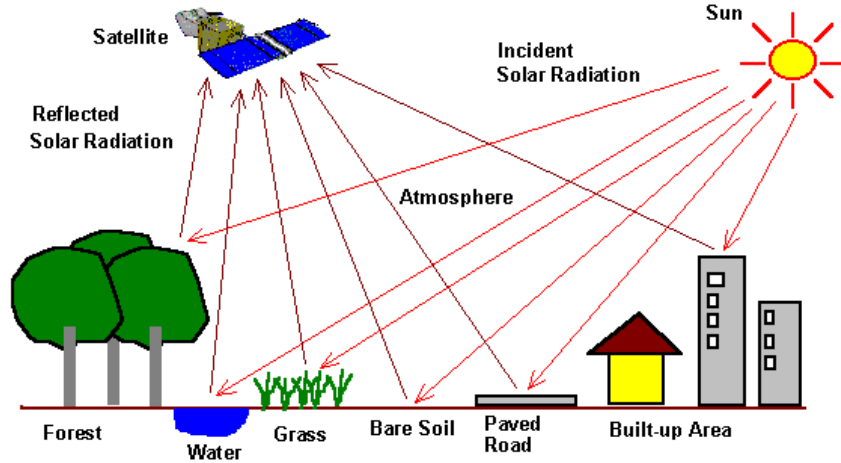 Sun
Satellite
Incident
Solar Radiation
Reflected
Solar Radiation
Atmosphere
Forest
Water
Grass
Bare Soil
Paved
Road
Built-up Area